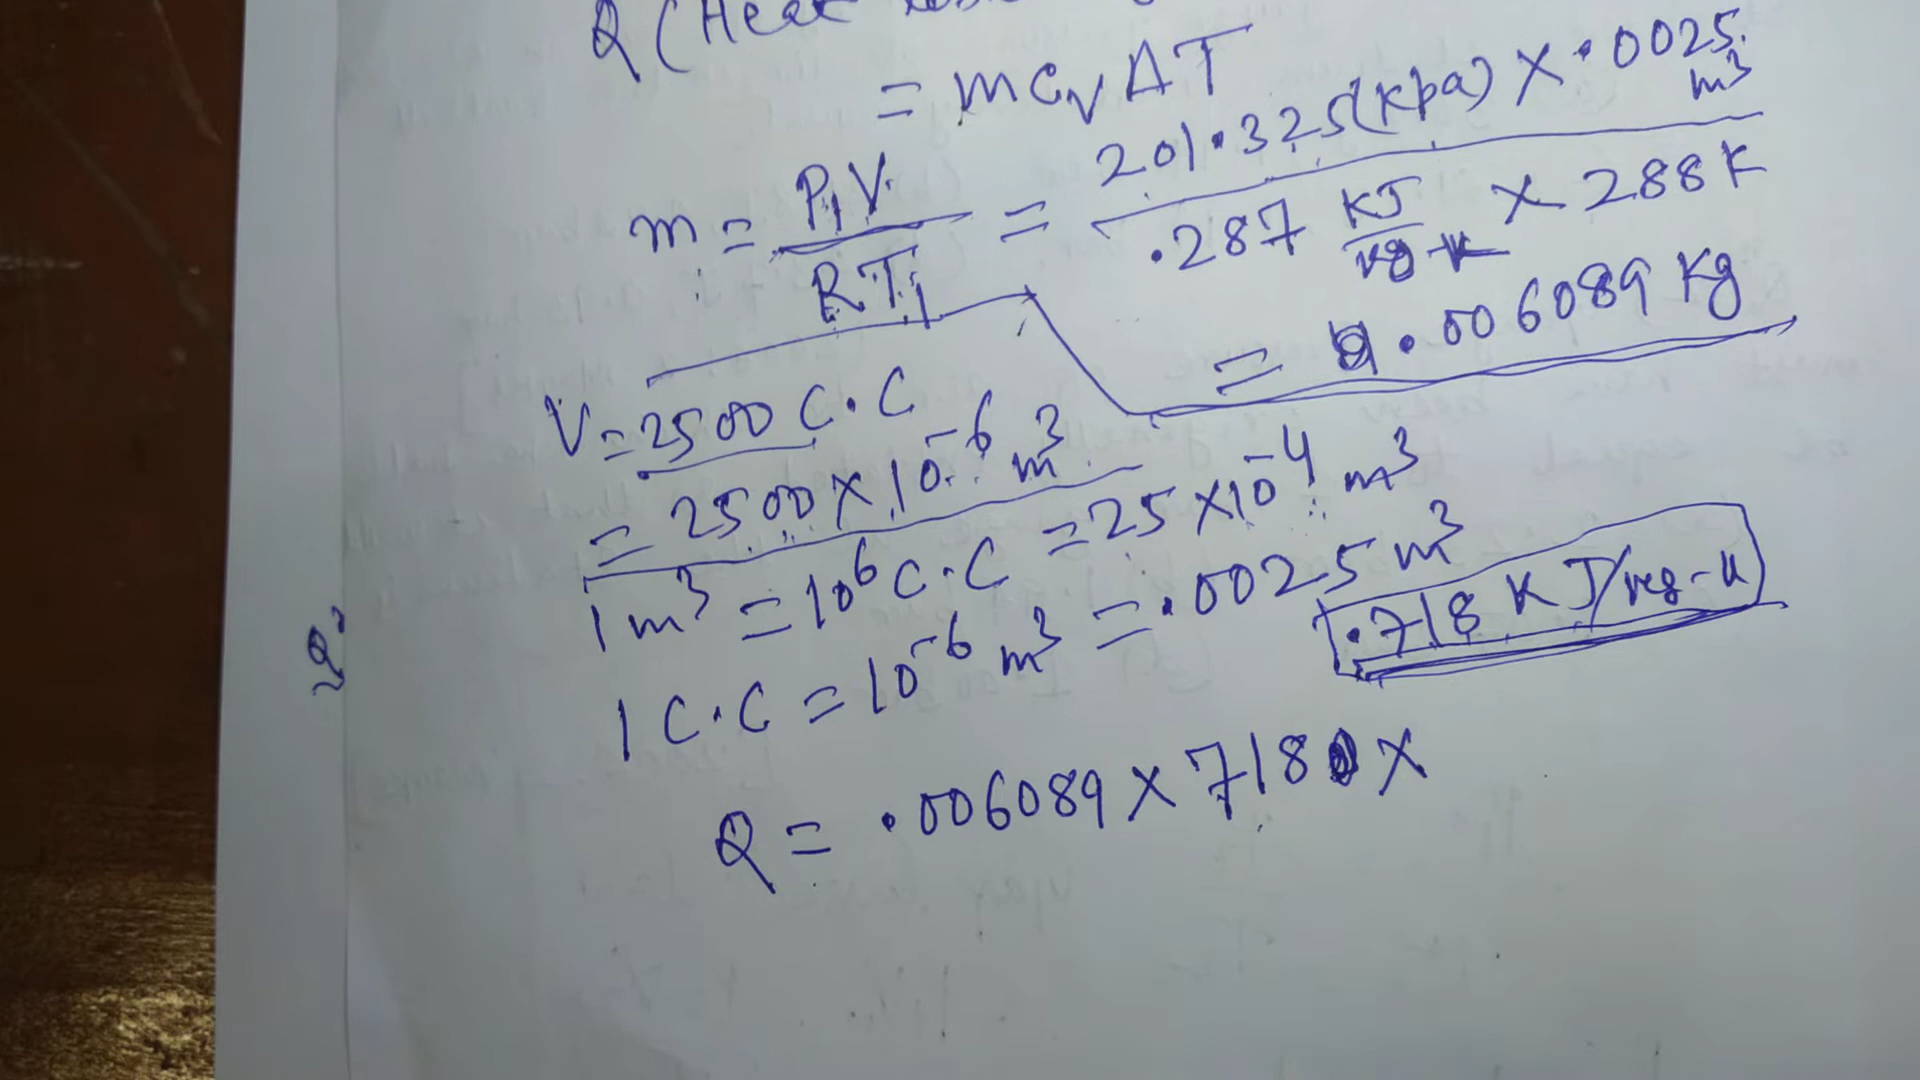 Q (Heat
= mcvΔT
m = P1V / RT1 = 201.325(kpa) X .0025 m³ / .287 KJ/kg-K X 288K
= 0.006089 Kg
V = 2500 C.C
= 2500 X 10⁻⁶ m³ = 25 X 10⁻⁴ m³
1 m³ = 10⁶ C.C = .0025 m³
1 C.C = 10⁻⁶ m³
.718 KJ/kg-K
Q = .006089 X 718 X